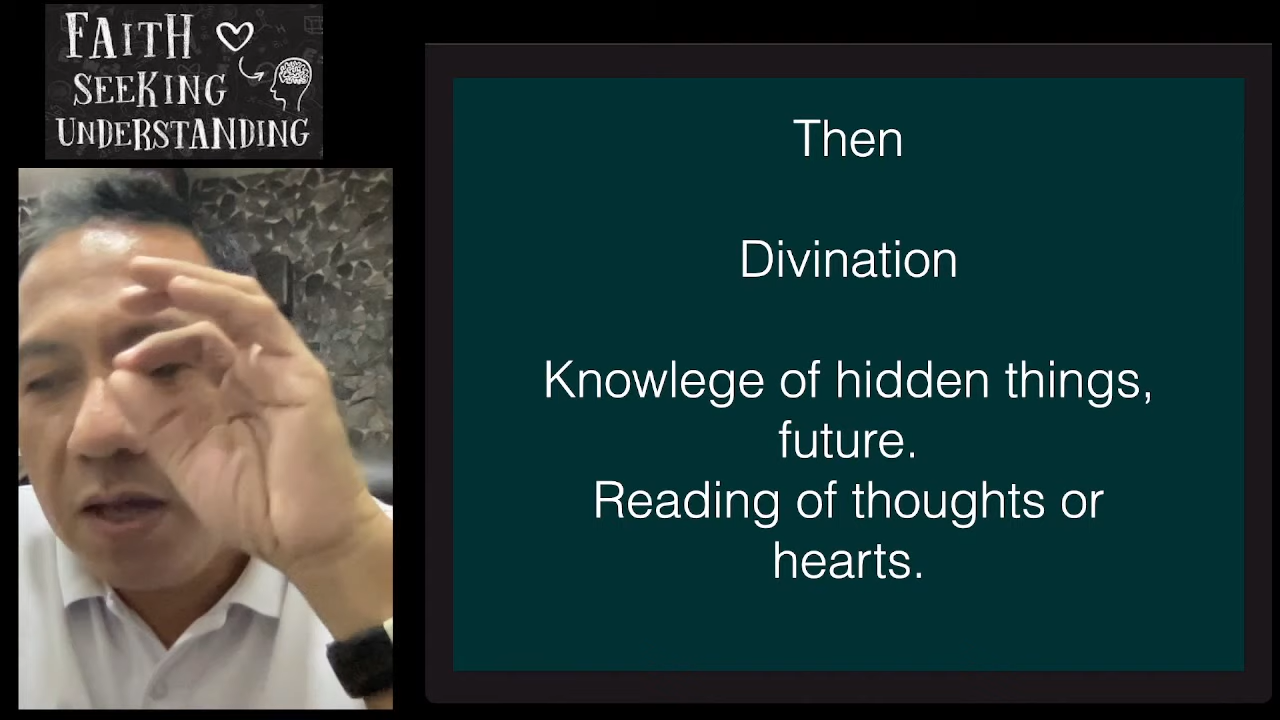 FAITH
SEEKING
UNDERSTANDING
Then
Divination
Knowlege of hidden things,
future.
Reading of thoughts or
hearts.